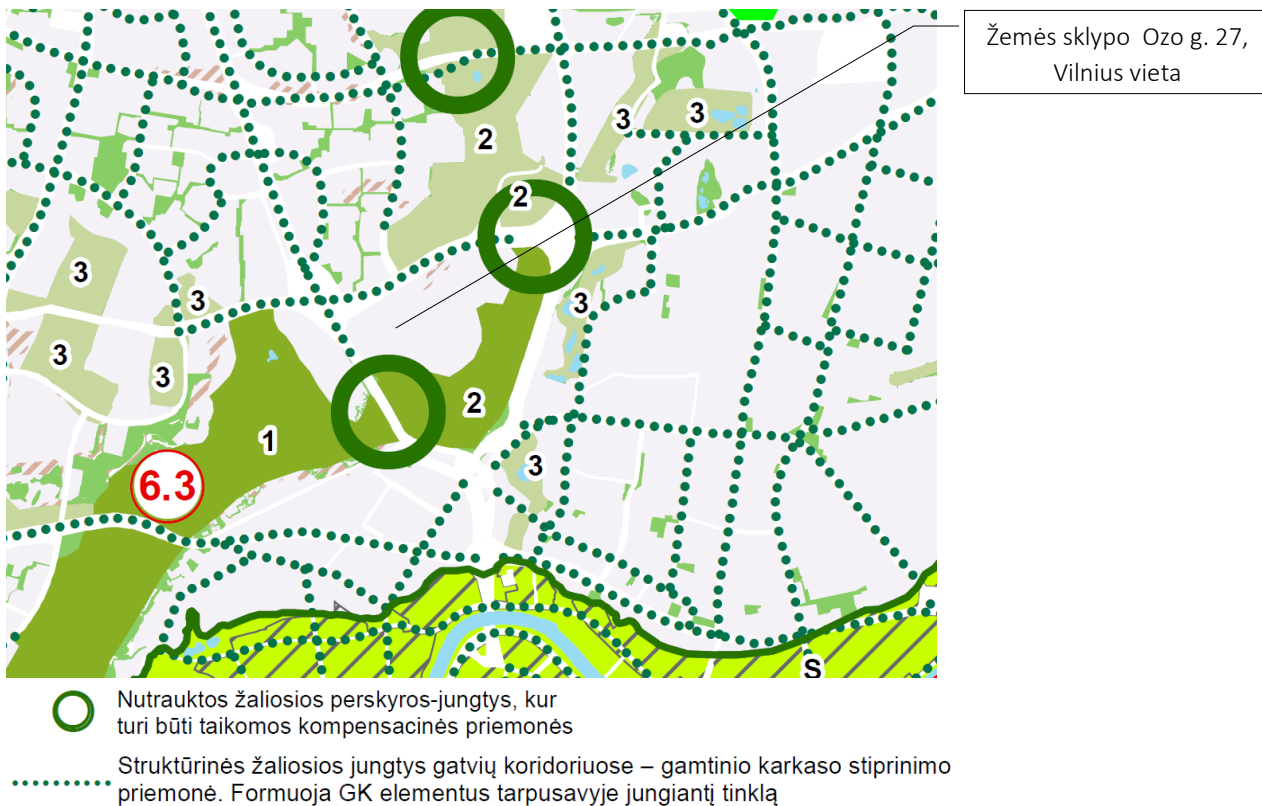 Žemės sklypo Ozo g. 27,
Vilnius vieta
2
3
3
2
3
3
3
3
3
2
1
3
6.3
S
Nutrauktos žaliosios perskyros-jungtys, kur
turi būti taikomos kompensacinės priemonės
Struktūrinės žaliosios jungtys gatvių koridoriuose – gamtinio karkaso stiprinimo
priemonė. Formuoja GK elementus tarpusavyje jungiantį tinklą